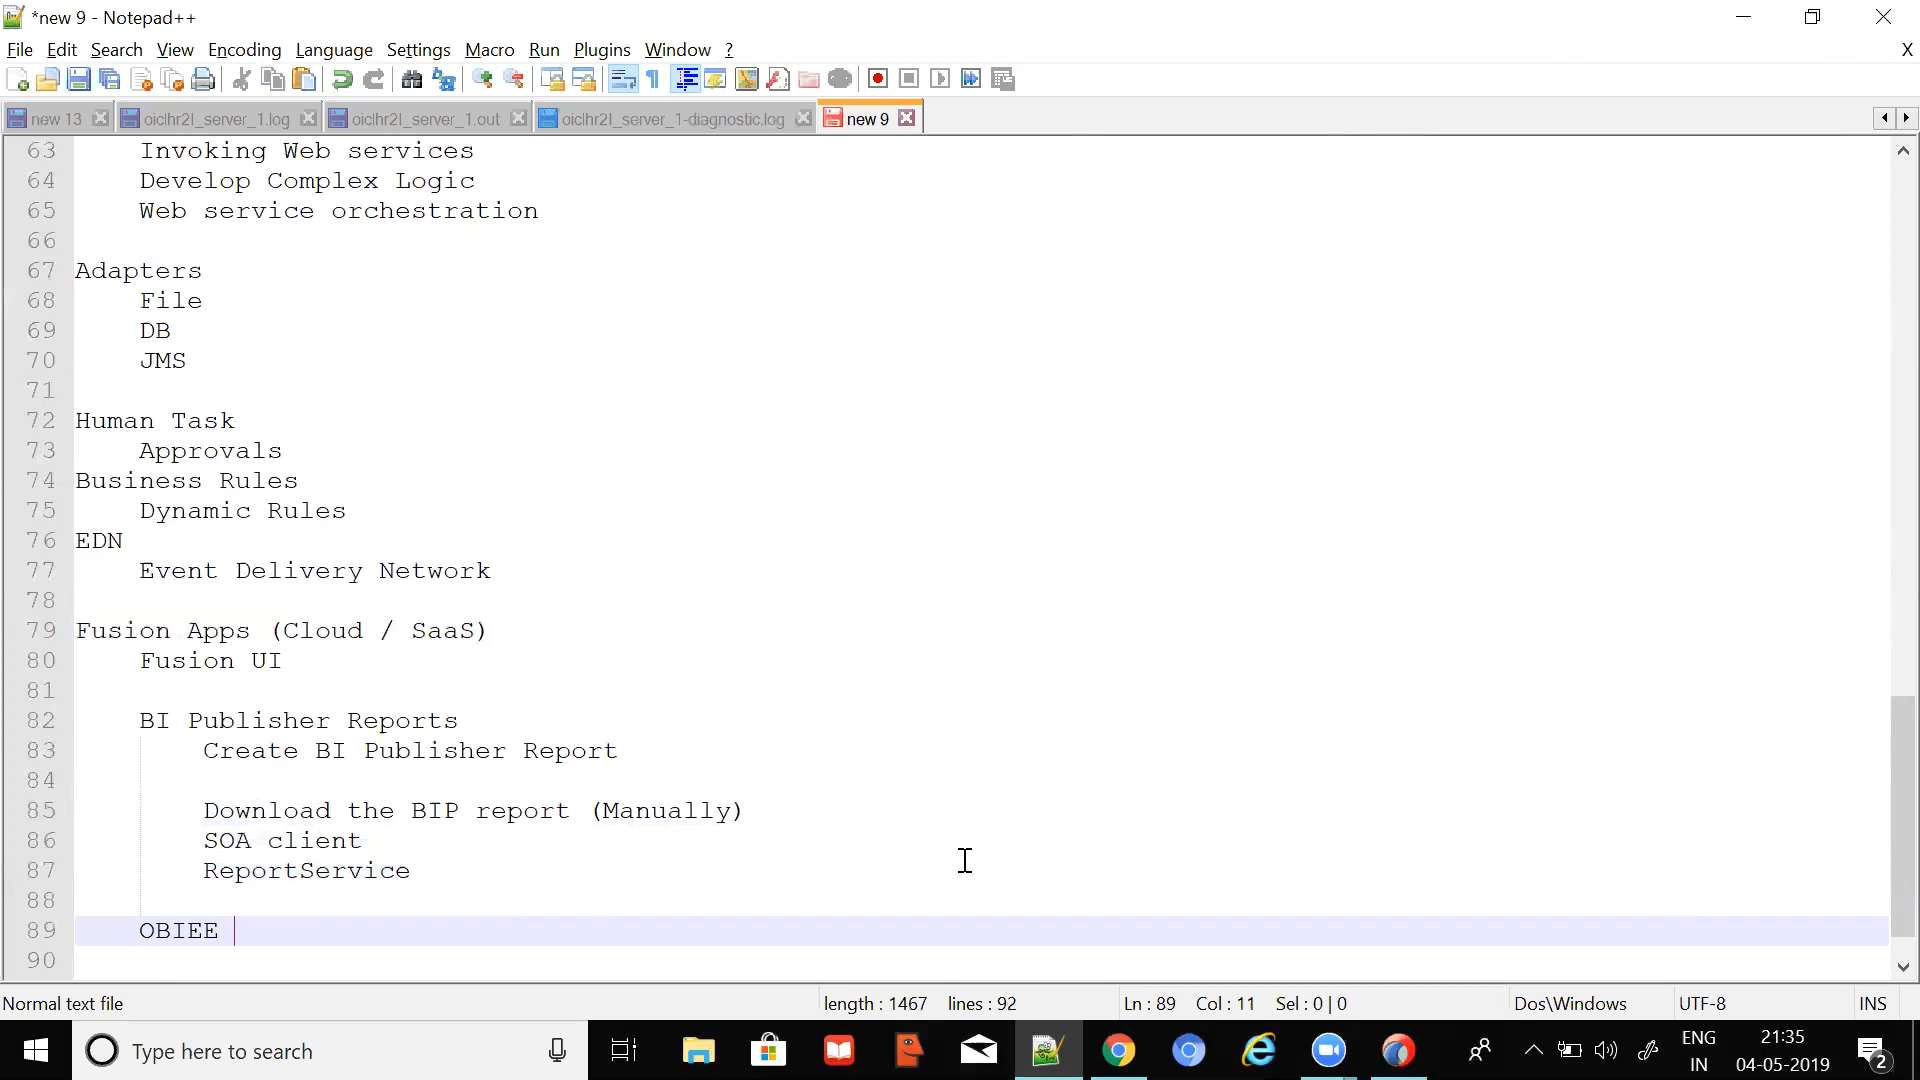 *new 9 - Notepad++
File Edit Search View Encoding Language Settings Macro Run Plugins Window ? X
new 13 oiclhr2l_server_1.log oiclhr2l_server_1.out oiclhr2l_server_1-diagnostic.log new 9
63 Invoking Web services
64 Develop Complex Logic
65 Web service orchestration
66
67 Adapters
68 File
69 DB
70 JMS
71
72 Human Task
73 Approvals
74 Business Rules
75 Dynamic Rules
76 EDN
77 Event Delivery Network
78
79 Fusion Apps (Cloud / SaaS)
80 Fusion UI
81
82 BI Publisher Reports
83 Create BI Publisher Report
84
85 Download the BIP report (Manually)
86 SOA client
87 ReportService
88
89 OBIEE
90
Normal text file length : 1467 lines : 92 Ln : 89 Col : 11 Sel : 0 | 0 Dos\Windows UTF-8 INS
Type here to search ENG 21:35
IN 04-05-2019 2